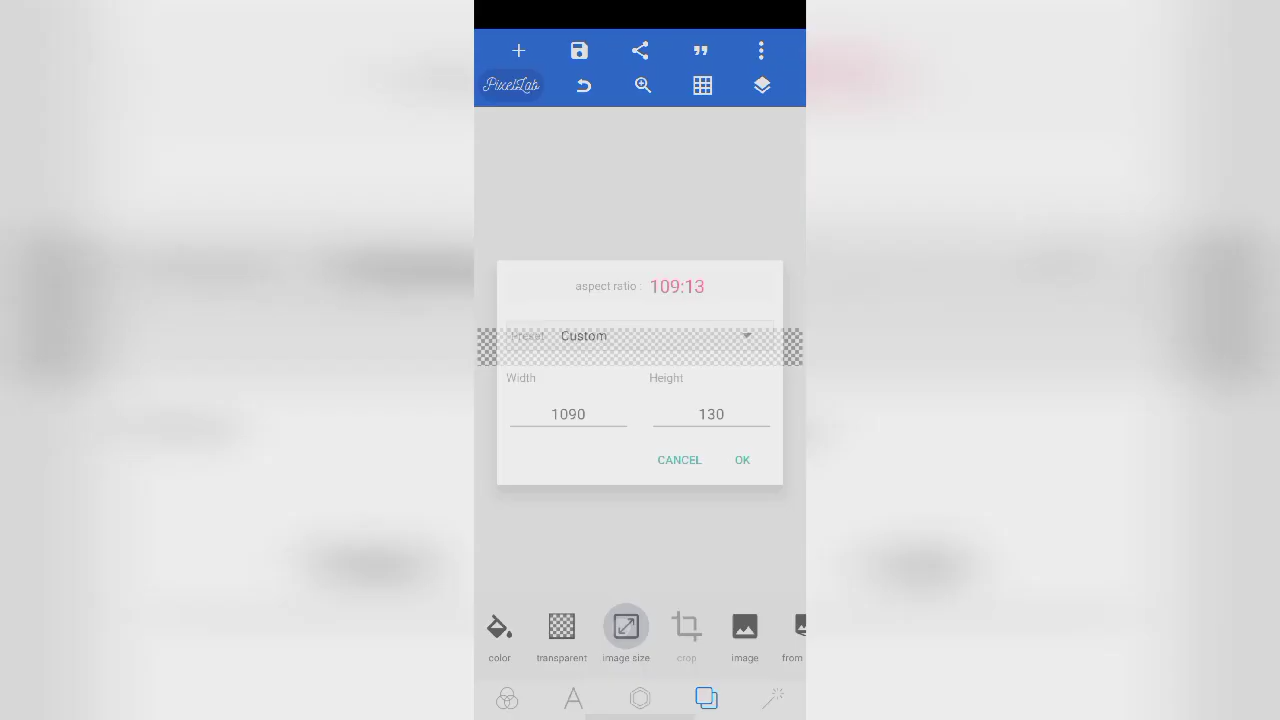 PixelLab
aspect ratio : 109:13
Preset Custom
Width Height
1090 130
CANCEL OK
color transparent image size crop image from